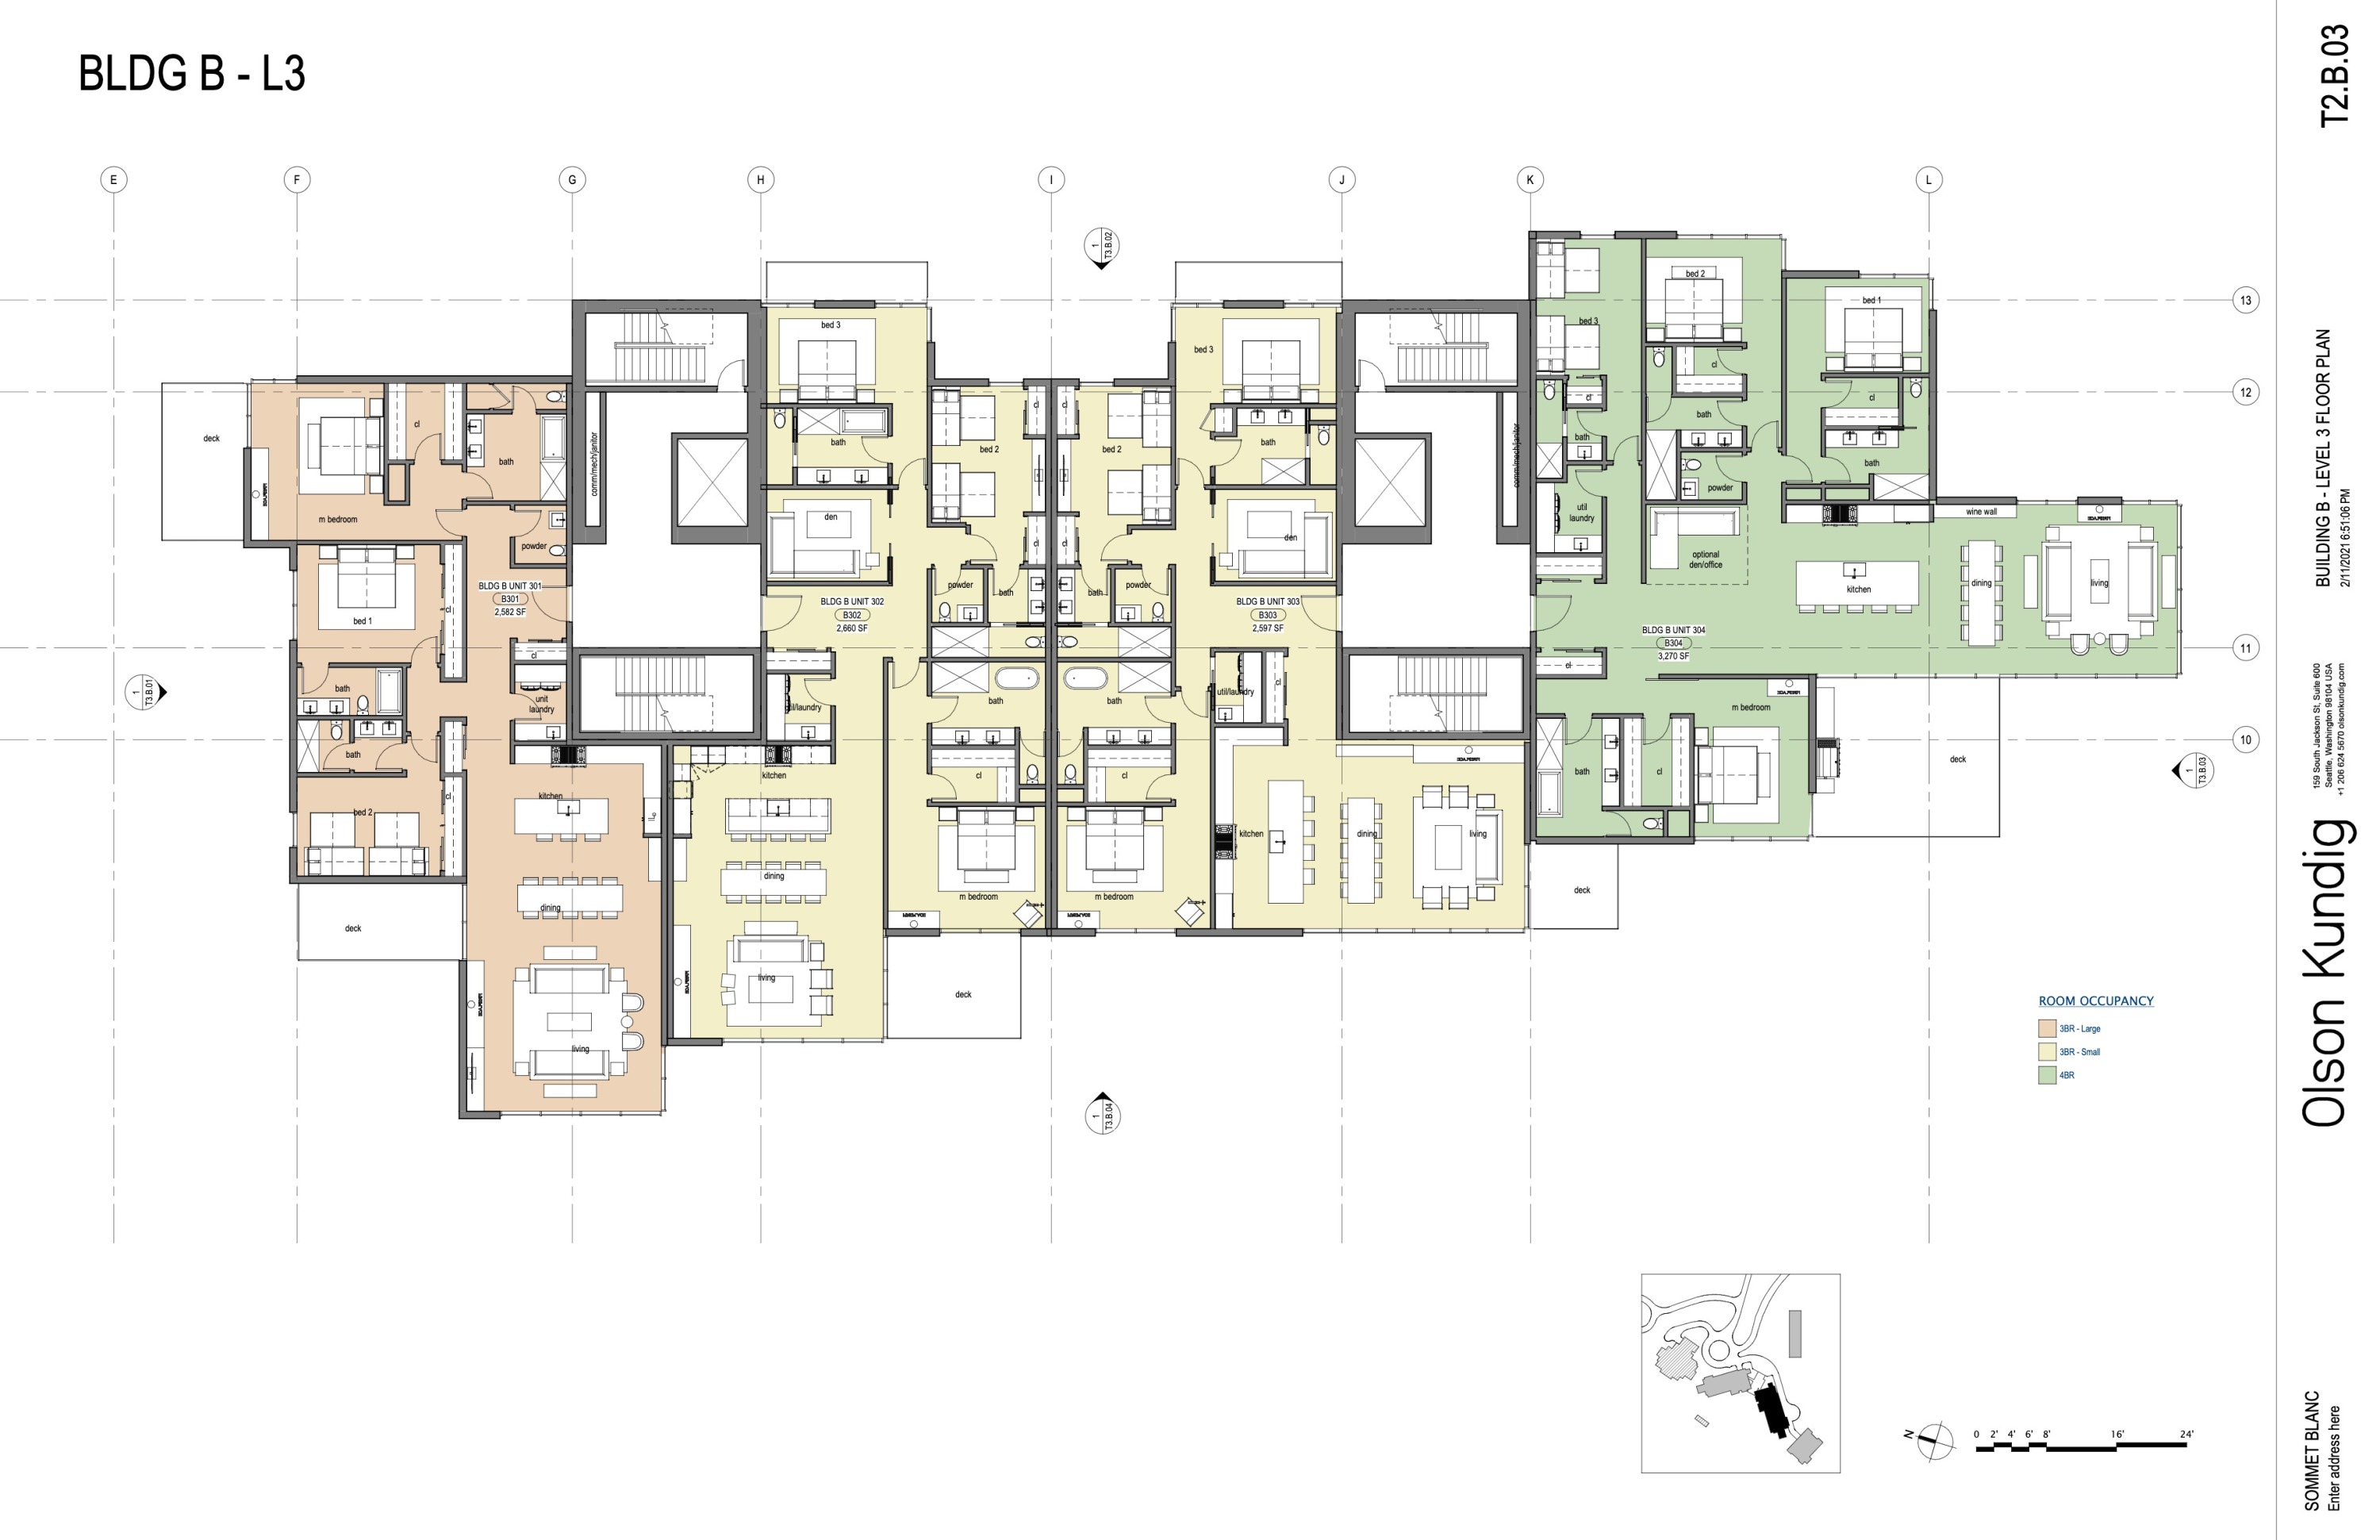 BLDG B - L3
T2.B.03
E
F
G
H
I
J
K
L
1
T3.B.02
13
12
11
10
1
T3.B.01
1
T3.B.03
1
T3.B.04
deck
m bedroom
cl
bath
powder
bed 1
cl
BLDG B UNIT 301
B301
2,582 SF
cl
bath
unit
laundry
bath
bed 2
cl
deck
kitchen
dining
living
comm/mech/janitor
bed 3
bath
den
bed 2
cl
cl
powder
bath
BLDG B UNIT 302
B302
2,660 SF
bath
cl
kitchen
dining
living
m bedroom
deck
bed 3
bath
den
bed 2
cl
cl
powder
bath
BLDG B UNIT 303
B303
2,597 SF
util/laundry
cl
bath
cl
m bedroom
kitchen
dining
living
comm/mech/janitor
bed 3
bed 2
bed 1
cl
cl
cl
bath
bath
bath
powder
util
laundry
optional
den/office
wine wall
kitchen
dining
living
BLDG B UNIT 304
B304
3,270 SF
cl
m bedroom
bath
cl
deck
deck
ROOM OCCUPANCY
3BR - Large
3BR - Small
4BR
N
0 2' 4' 6' 8' 16' 24'
BUILDING B - LEVEL 3 FLOOR PLAN
2/11/2021 6:51:06 PM
159 South Jackson St, Suite 600
Seattle, Washington 98104 USA
+1 206 624 5670 olsonkundig.com
Olson Kundig
SOMMET BLANC
Enter address here